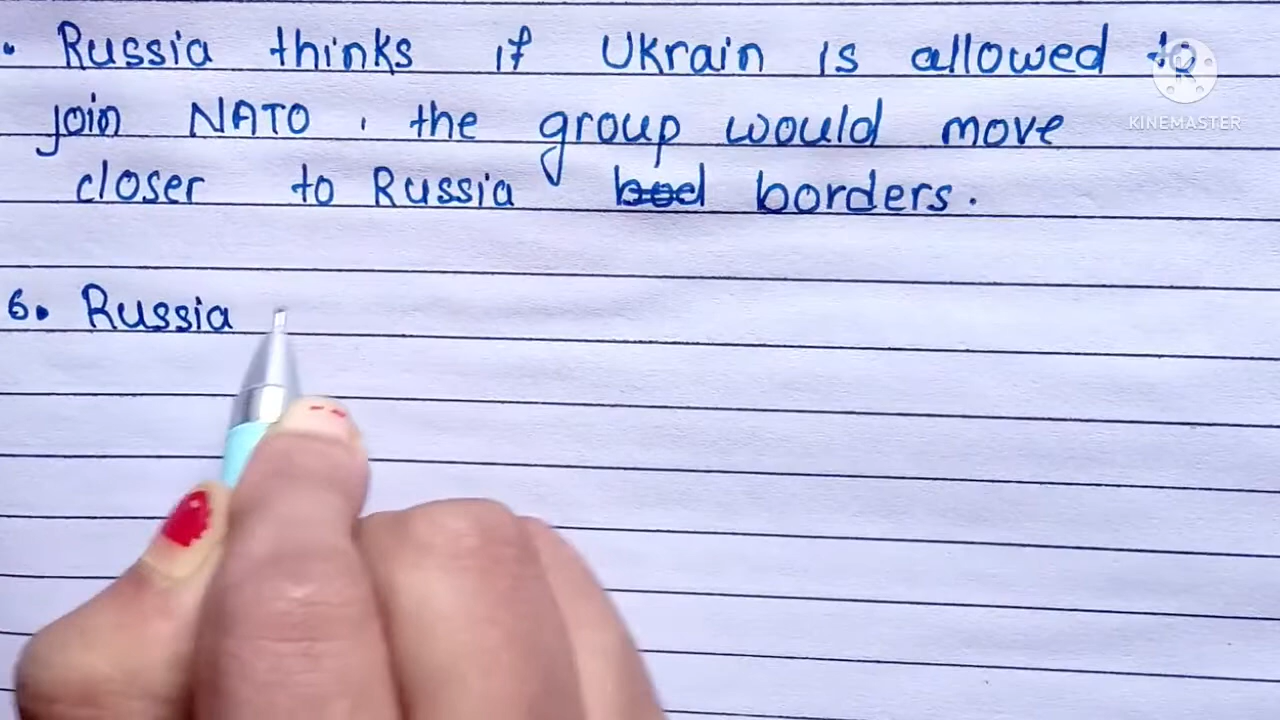 • Russia thinks if Ukrain is allowed to
join NATO, the group would move
closer to Russia borders.
6. Russia
KINEMASTER